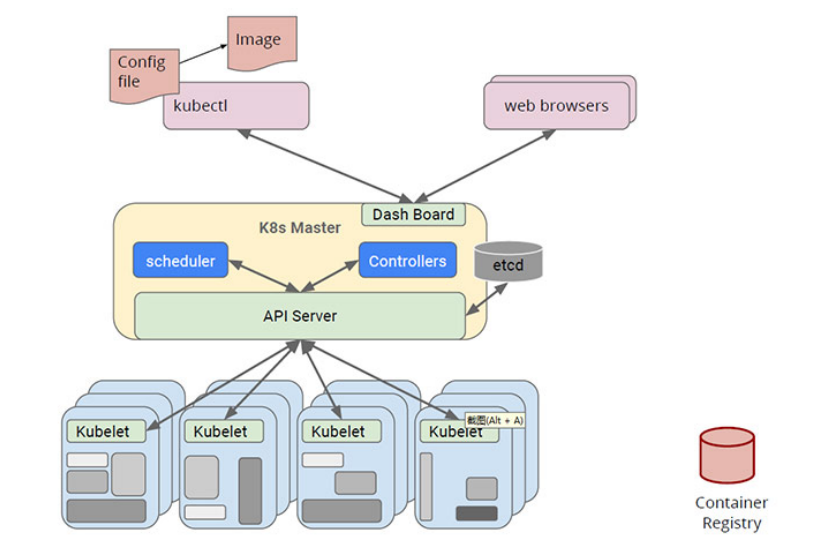 Image
Config
file
kubectl
web browsers
Dash Board
K8s Master
scheduler
Controllers
etcd
API Server
Kubelet
Kubelet
Kubelet
Kubelet
截图(Alt + A)
Container
Registry